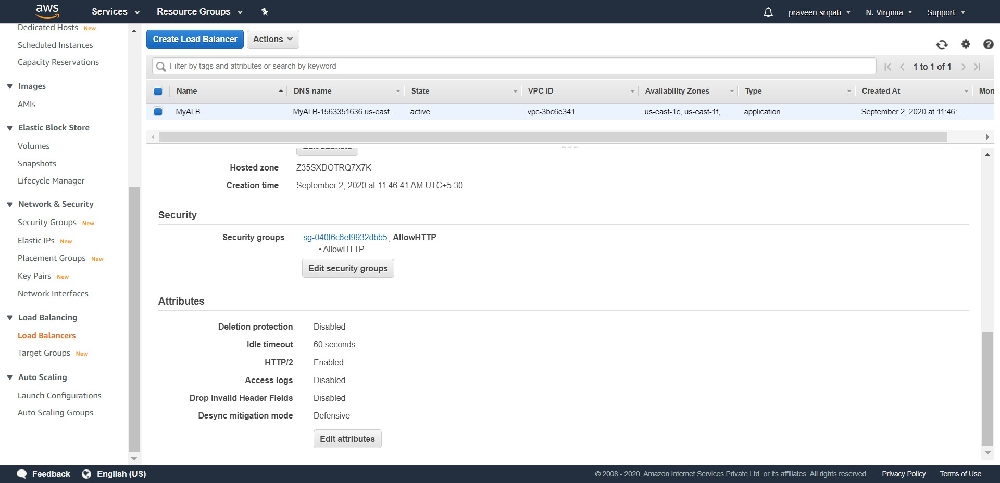 aws Services Resource Groups praveen sripati N. Virginia Support
Dedicated Hosts New
Scheduled Instances
Capacity Reservations
Images
AMIs
Elastic Block Store
Volumes
Snapshots
Lifecycle Manager
Network & Security
Security Groups New
Elastic IPs New
Placement Groups New
Key Pairs New
Network Interfaces
Load Balancing
Load Balancers
Target Groups New
Auto Scaling
Launch Configurations
Auto Scaling Groups
Create Load Balancer Actions
Filter by tags and attributes or search by keyword 1 to 1 of 1
Name DNS name State VPC ID Availability Zones Type Created At Mon
MyALB MyALB-1563351636.us-east... active vpc-3bc6e341 us-east-1c, us-east-1f, ... application September 2, 2020 at 11:46:...
Edit subnets
Hosted zone Z35SXDOTRQ7X7K
Creation time September 2, 2020 at 11:46:41 AM UTC+5:30
Security
Security groups sg-040f6c6ef9932dbb5, AllowHTTP
• AllowHTTP
Edit security groups
Attributes
Deletion protection Disabled
Idle timeout 60 seconds
HTTP/2 Enabled
Access logs Disabled
Drop Invalid Header Fields Disabled
Desync mitigation mode Defensive
Edit attributes
Feedback English (US) © 2008 - 2020, Amazon Internet Services Private Ltd. or its affiliates. All rights reserved. Privacy Policy Terms of Use